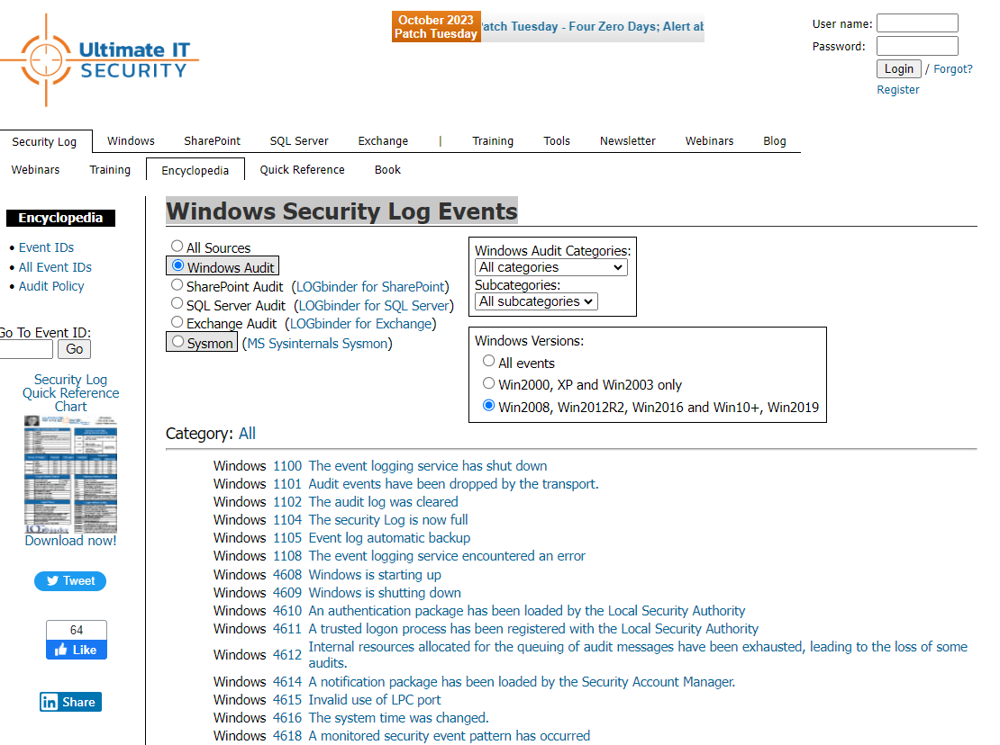 Ultimate IT
SECURITY
October 2023
Patch Tuesday
Patch Tuesday - Four Zero Days; Alert ab
User name:
Password:
Login / Forgot?
Register
Security Log Windows SharePoint SQL Server Exchange | Training Tools Newsletter Webinars Blog
Webinars Training Encyclopedia Quick Reference Book
Encyclopedia
• Event IDs
• All Event IDs
• Audit Policy
Go To Event ID:
Go
Security Log
Quick Reference
Chart
Download now!
Tweet
64
Like
in Share
Windows Security Log Events
All Sources
Windows Audit
SharePoint Audit (LOGbinder for SharePoint)
SQL Server Audit (LOGbinder for SQL Server)
Exchange Audit (LOGbinder for Exchange)
Sysmon (MS Sysinternals Sysmon)
Windows Audit Categories:
All categories
Subcategories:
All subcategories
Windows Versions:
All events
Win2000, XP and Win2003 only
Win2008, Win2012R2, Win2016 and Win10+, Win2019
Category: All
Windows 1100 The event logging service has shut down
Windows 1101 Audit events have been dropped by the transport.
Windows 1102 The audit log was cleared
Windows 1104 The security Log is now full
Windows 1105 Event log automatic backup
Windows 1108 The event logging service encountered an error
Windows 4608 Windows is starting up
Windows 4609 Windows is shutting down
Windows 4610 An authentication package has been loaded by the Local Security Authority
Windows 4611 A trusted logon process has been registered with the Local Security Authority
Windows 4612 Internal resources allocated for the queuing of audit messages have been exhausted, leading to the loss of some
audits.
Windows 4614 A notification package has been loaded by the Security Account Manager.
Windows 4615 Invalid use of LPC port
Windows 4616 The system time was changed.
Windows 4618 A monitored security event pattern has occurred